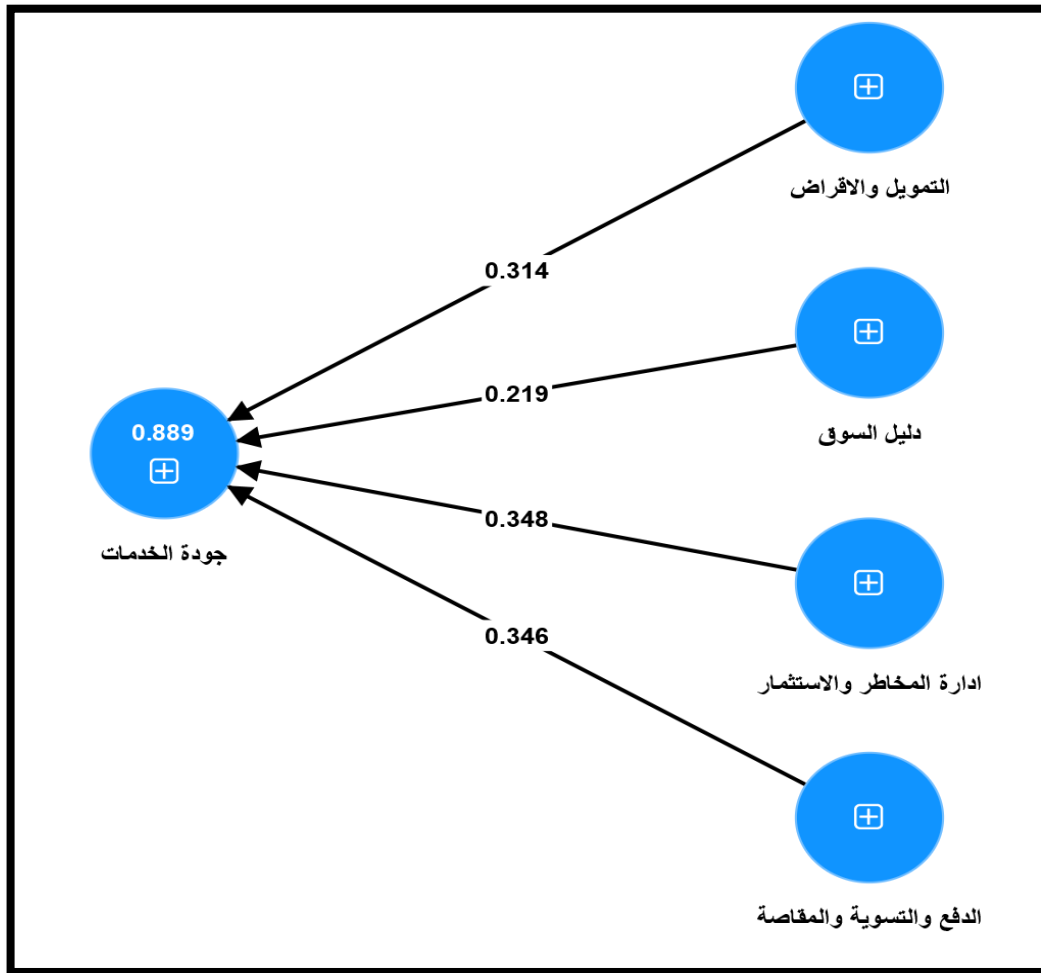 التمويل والاقراض
0.314
دليل السوق
0.219
0.889
جودة الخدمات
0.348
ادارة المخاطر والاستثمار
0.346
الدفع والتسوية والمقاصة